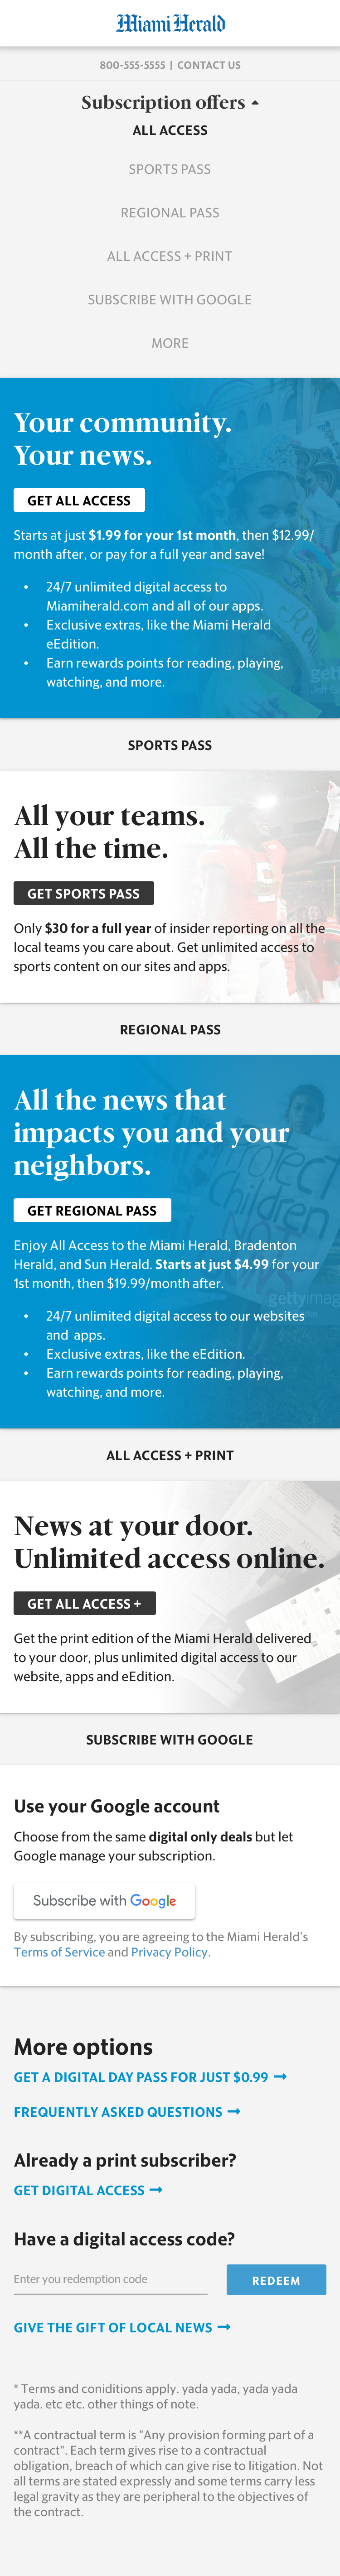 Miami Herald
800-555-5555 | CONTACT US
Subscription offers
ALL ACCESS
SPORTS PASS
REGIONAL PASS
ALL ACCESS + PRINT
SUBSCRIBE WITH GOOGLE
MORE
Your community.
Your news.
GET ALL ACCESS
Starts at just $1.99 for your 1st month, then $12.99/
month after, or pay for a full year and save!
• 24/7 unlimited digital access to
Miamiherald.com and all of our apps.
• Exclusive extras, like the Miami Herald
eEdition.
• Earn rewards points for reading, playing,
watching, and more.
SPORTS PASS
All your teams.
All the time.
GET SPORTS PASS
Only $30 for a full year of insider reporting on all the
local teams you care about. Get unlimited access to
sports content on our sites and apps.
REGIONAL PASS
All the news that
impacts you and your
neighbors.
GET REGIONAL PASS
Enjoy All Access to the Miami Herald, Bradenton
Herald, and Sun Herald. Starts at just $4.99 for your
1st month, then $19.99/month after.
gettyimag
• 24/7 unlimited digital access to our websites
and apps.
• Exclusive extras, like the eEdition.
• Earn rewards points for reading, playing,
watching, and more.
ALL ACCESS + PRINT
News at your door.
Unlimited access online.
GET ALL ACCESS +
Get the print edition of the Miami Herald delivered
to your door, plus unlimited digital access to our
website, apps and eEdition.
SUBSCRIBE WITH GOOGLE
Use your Google account
Choose from the same digital only deals but let
Google manage your subscription.
Subscribe with Google
By subscribing, you are agreeing to the Miami Herald's
Terms of Service and Privacy Policy.
More options
GET A DIGITAL DAY PASS FOR JUST $0.99 →
FREQUENTLY ASKED QUESTIONS →
Already a print subscriber?
GET DIGITAL ACCESS →
Have a digital access code?
Enter you redemption code
REDEEM
GIVE THE GIFT OF LOCAL NEWS →
* Terms and coniditions apply. yada yada, yada yada
yada. etc etc. other things of note.
**A contractual term is "Any provision forming part of a
contract". Each term gives rise to a contractual
obligation, breach of which can give rise to litigation. Not
all terms are stated expressly and some terms carry less
legal gravity as they are peripheral to the objectives of
the contract.